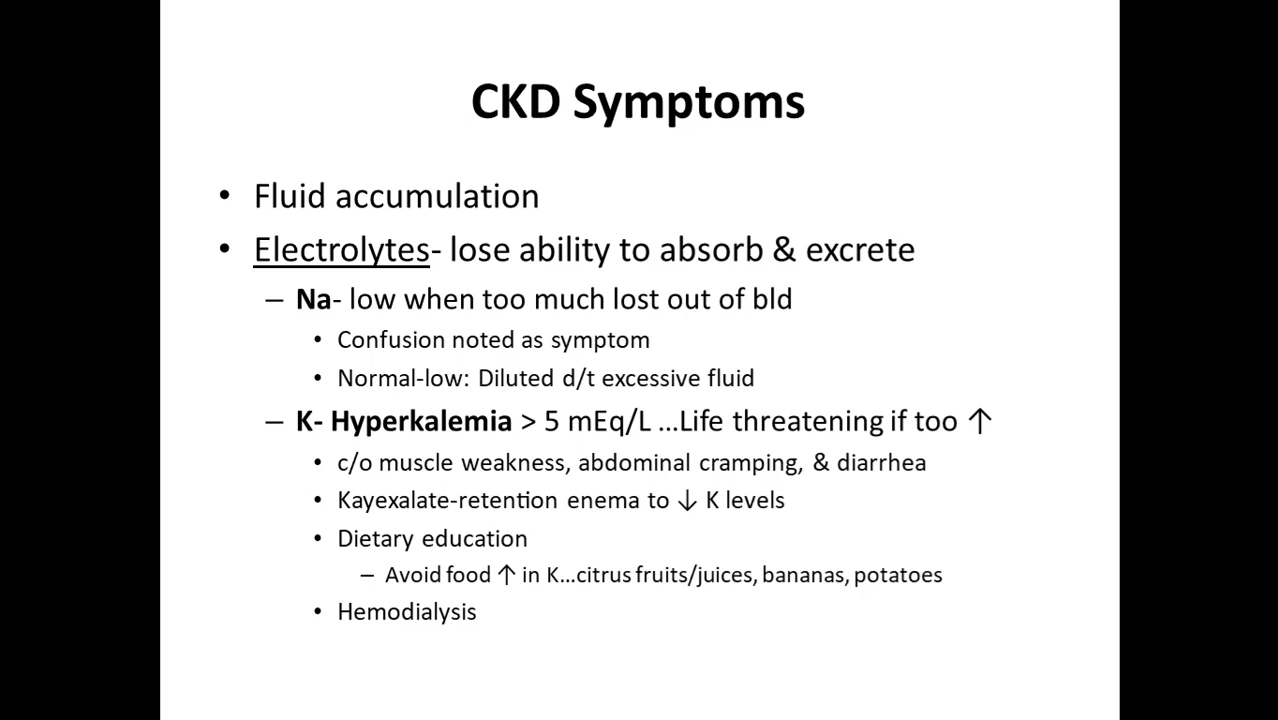 CKD Symptoms
• Fluid accumulation
• Electrolytes- lose ability to absorb & excrete
– Na- low when too much lost out of bld
• Confusion noted as symptom
• Normal-low: Diluted d/t excessive fluid
– K- Hyperkalemia > 5 mEq/L …Life threatening if too ↑
• c/o muscle weakness, abdominal cramping, & diarrhea
• Kayexalate-retention enema to ↓ K levels
• Dietary education
– Avoid food ↑ in K…citrus fruits/juices, bananas, potatoes
• Hemodialysis